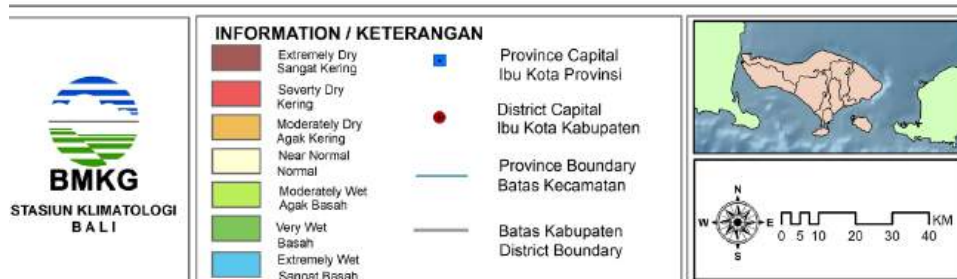 BMKG
STASIUN KLIMATOLOGI
BALI
INFORMATION / KETERANGAN
Extremely Dry
Sangat Kering
Severty Dry
Kering
Moderately Dry
Agak Kering
Near Normal
Normal
Moderately Wet
Agak Basah
Very Wet
Basah
Extremely Wet
Sangat Basah
Province Capital
Ibu Kota Provinsi
District Capital
Ibu Kota Kabupaten
Province Boundary
Batas Kecamatan
Batas Kabupaten
District Boundary
N
W E
S
KM
0 5 10 20 30 40